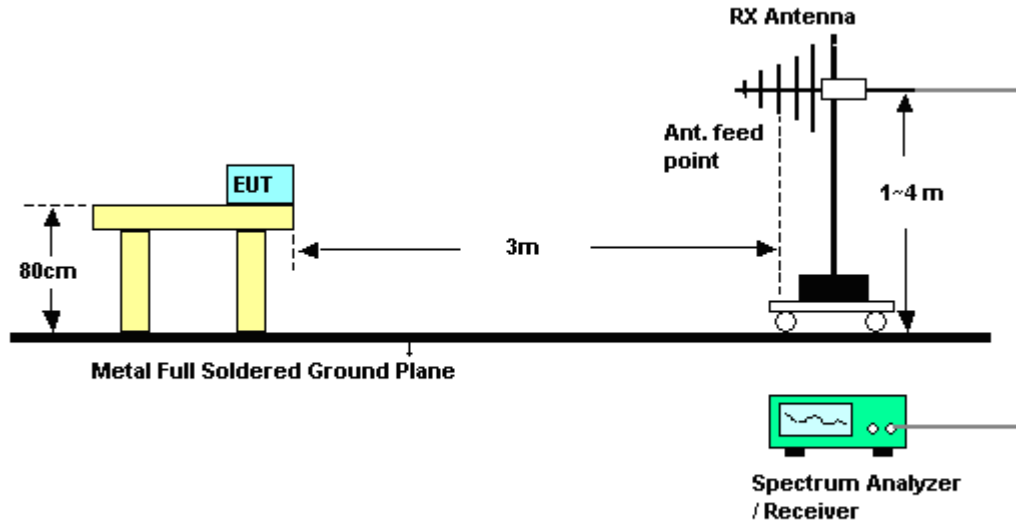 RX Antenna
Ant. feed
point
EUT
1~4 m
3m
80cm
Metal Full Soldered Ground Plane
Spectrum Analyzer
/ Receiver